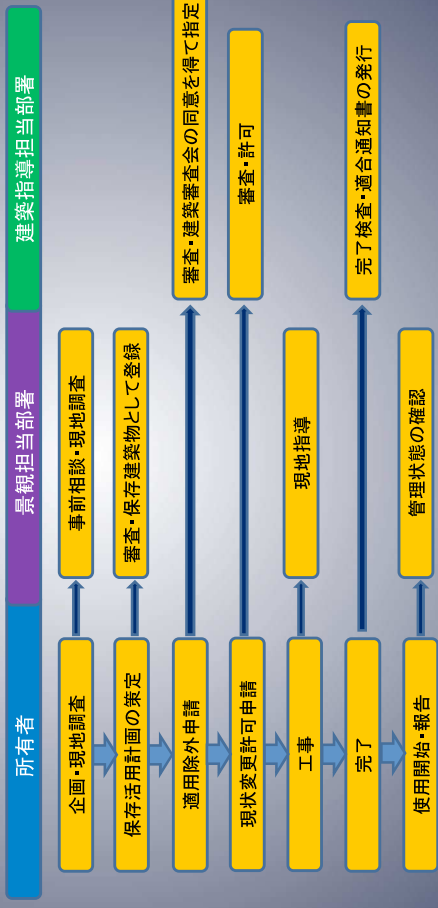 所有者
景観担当部署
建築指導担当部署
企画・現地調査
事前相談・現地調査
保存活用計画の策定
審査・保存建築物として登録
適用除外申請
審査・建築審査会の同意を得て指定
現状変更許可申請
審査・許可
工事
現地指導
完了
完了検査・適合通知書の発行
使用開始・報告
管理状態の確認